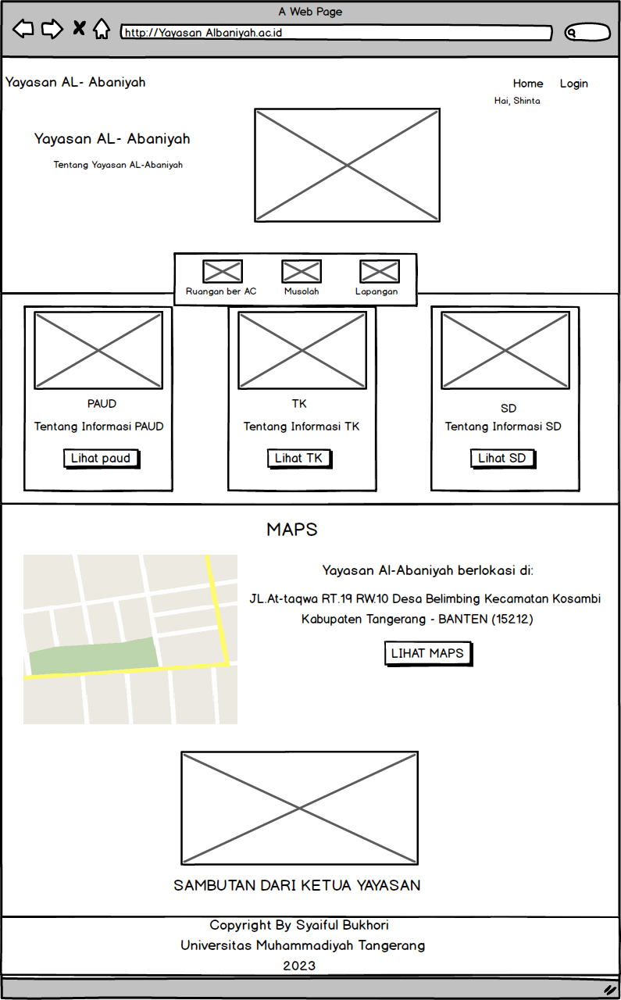 A Web Page
http://Yayasan Albaniyah.ac.id
Yayasan AL- Abaniyah
Home Login
Hai, Shinta
Yayasan AL- Abaniyah
Tentang Yayasan AL-Abaniyah
Ruangan ber AC Musolah Lapangan
PAUD
Tentang Informasi PAUD
Lihat paud
TK
Tentang Informasi TK
Lihat TK
SD
Tentang Informasi SD
Lihat SD
MAPS
Yayasan Al-Abaniyah berlokasi di:
JL.At-taqwa RT.19 RW.10 Desa Belimbing Kecamatan Kosambi
Kabupaten Tangerang - BANTEN (15212)
LIHAT MAPS
SAMBUTAN DARI KETUA YAYASAN
Copyright By Syaiful Bukhori
Universitas Muhammadiyah Tangerang
2023